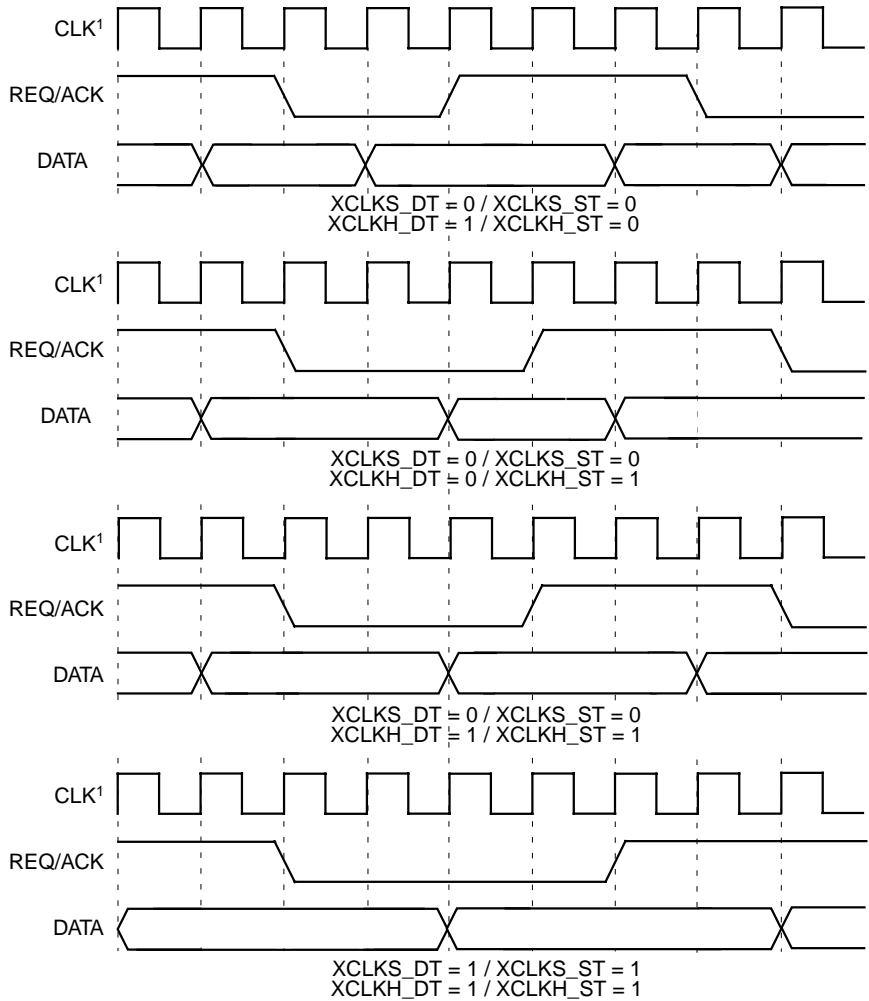 CLK¹
REQ/ACK
DATA
XCLKS_DT = 0 / XCLKS_ST = 0
XCLKH_DT = 1 / XCLKH_ST = 0
CLK¹
REQ/ACK
DATA
XCLKS_DT = 0 / XCLKS_ST = 0
XCLKH_DT = 0 / XCLKH_ST = 1
CLK¹
REQ/ACK
DATA
XCLKS_DT = 0 / XCLKS_ST = 0
XCLKH_DT = 1 / XCLKH_ST = 1
CLK¹
REQ/ACK
DATA
XCLKS_DT = 1 / XCLKS_ST = 1
XCLKH_DT = 1 / XCLKH_ST = 1